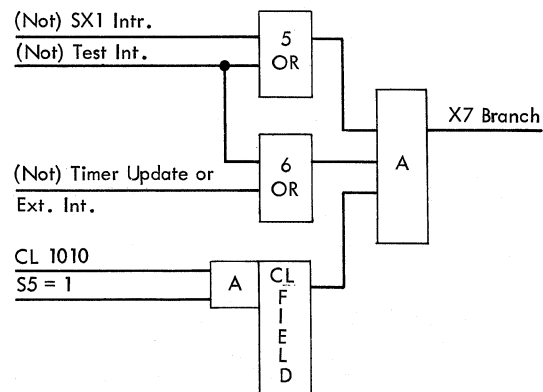 (Not) SX1 Intr.
(Not) Test Int.
5
OR
X7 Branch
A
6
OR
(Not) Timer Update or
Ext. Int.
CL 1010
S5 = 1
A
CL
F
I
E
L
D